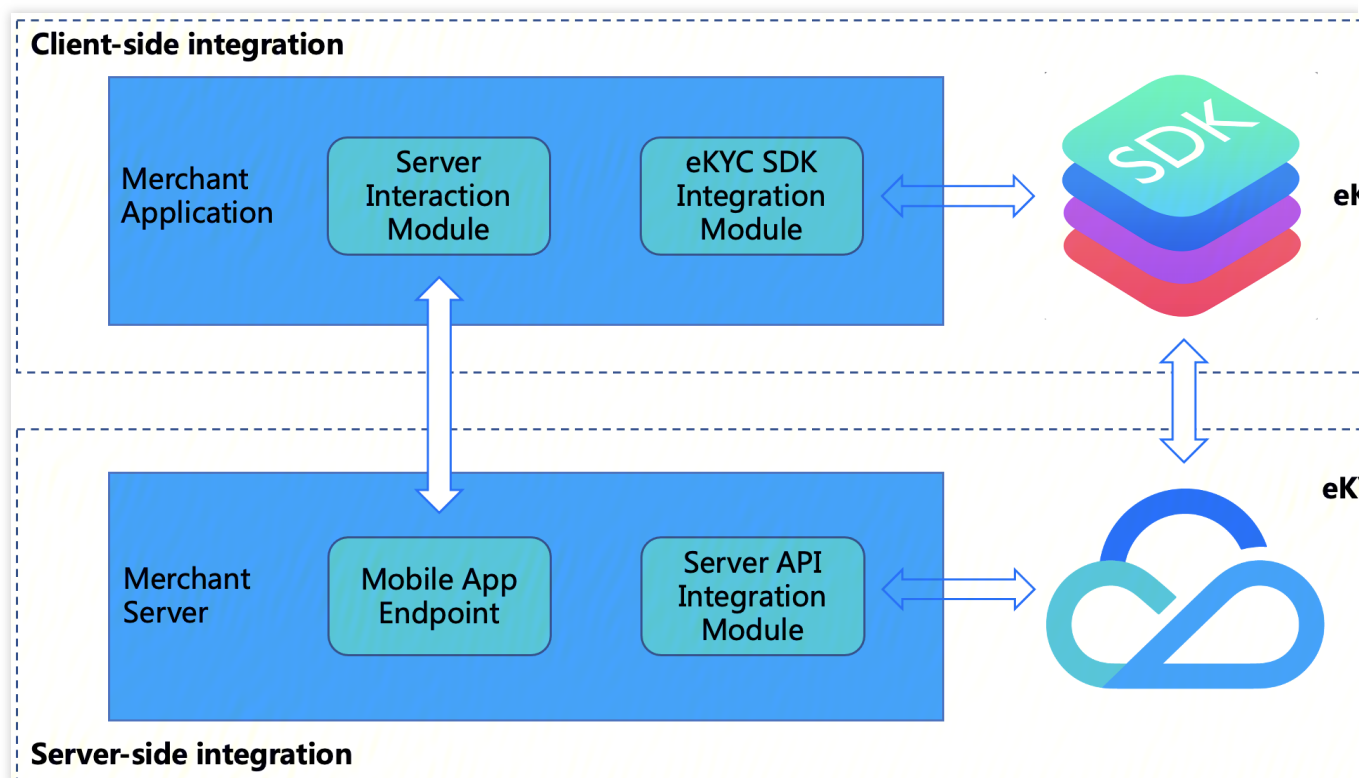 Client-side integration
Merchant
Application
Server
Interaction
Module
eKYC SDK
Integration
Module
SDK
Merchant
Server
Mobile App
Endpoint
Server API
Integration
Module
Server-side integration